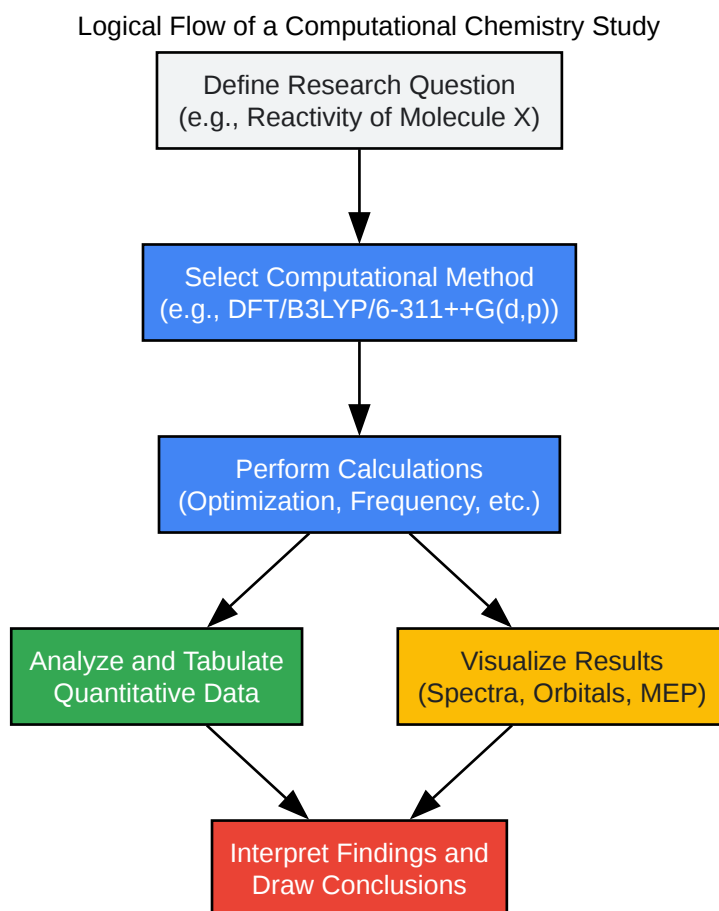 Logical Flow of a Computational Chemistry Study
Define Research Question
(e.g., Reactivity of Molecule X)
Select Computational Method
(e.g., DFT/B3LYP/6-311++G(d,p))
Perform Calculations
(Optimization, Frequency, etc.)
Analyze and Tabulate
Quantitative Data
Visualize Results
(Spectra, Orbitals, MEP)
Interpret Findings and
Draw Conclusions